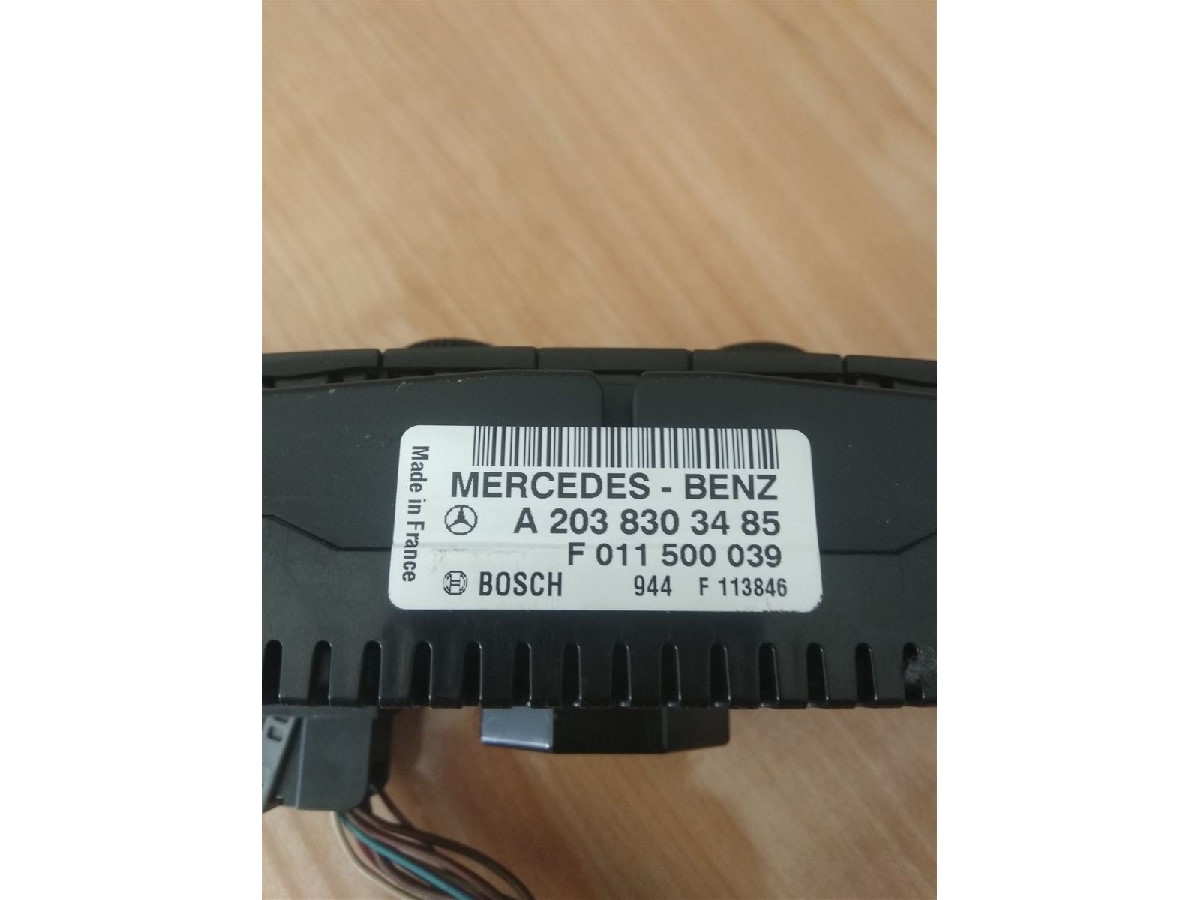 Made in France
MERCEDES - BENZ
A 203 830 34 85
F 011 500 039
BOSCH 944 F 113846